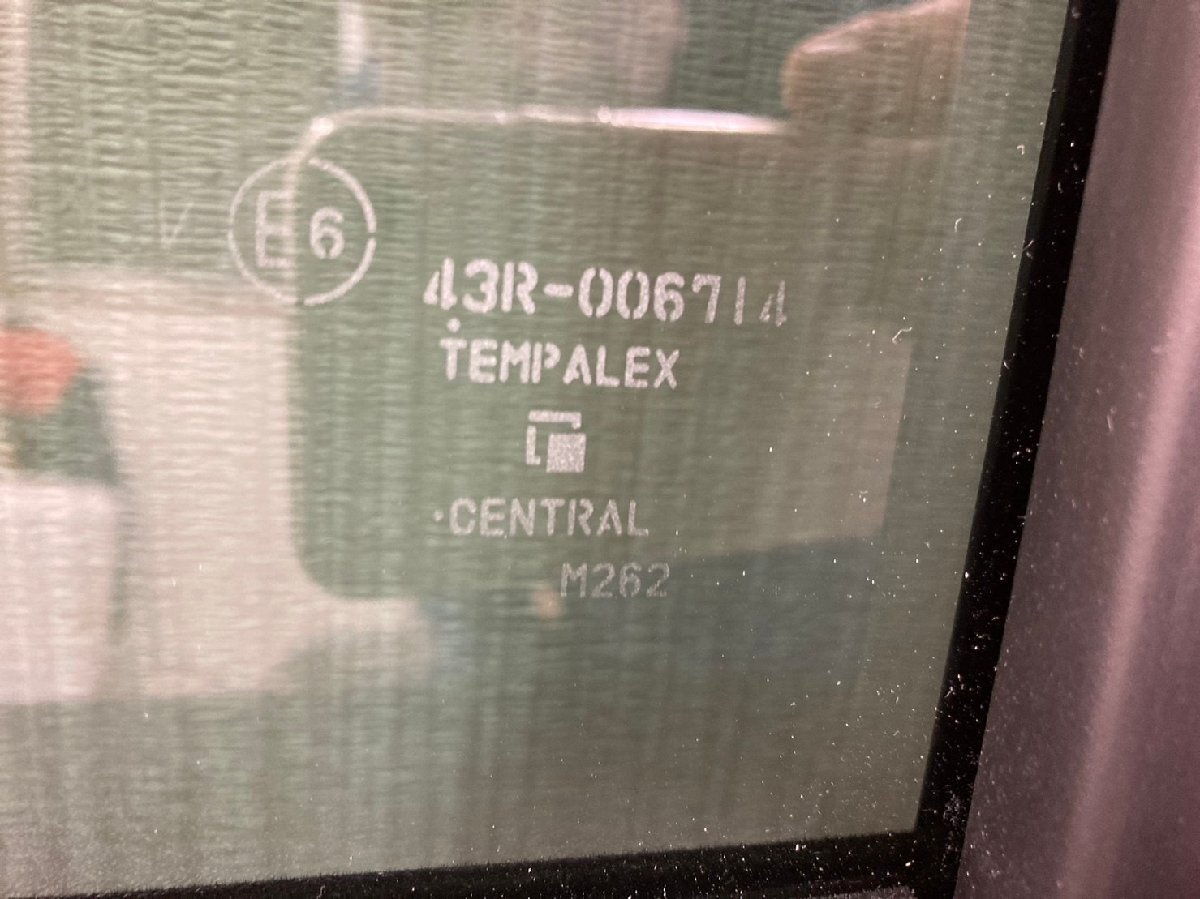 E6
43R-006714
TEMPALEX
CENTRAL
M262